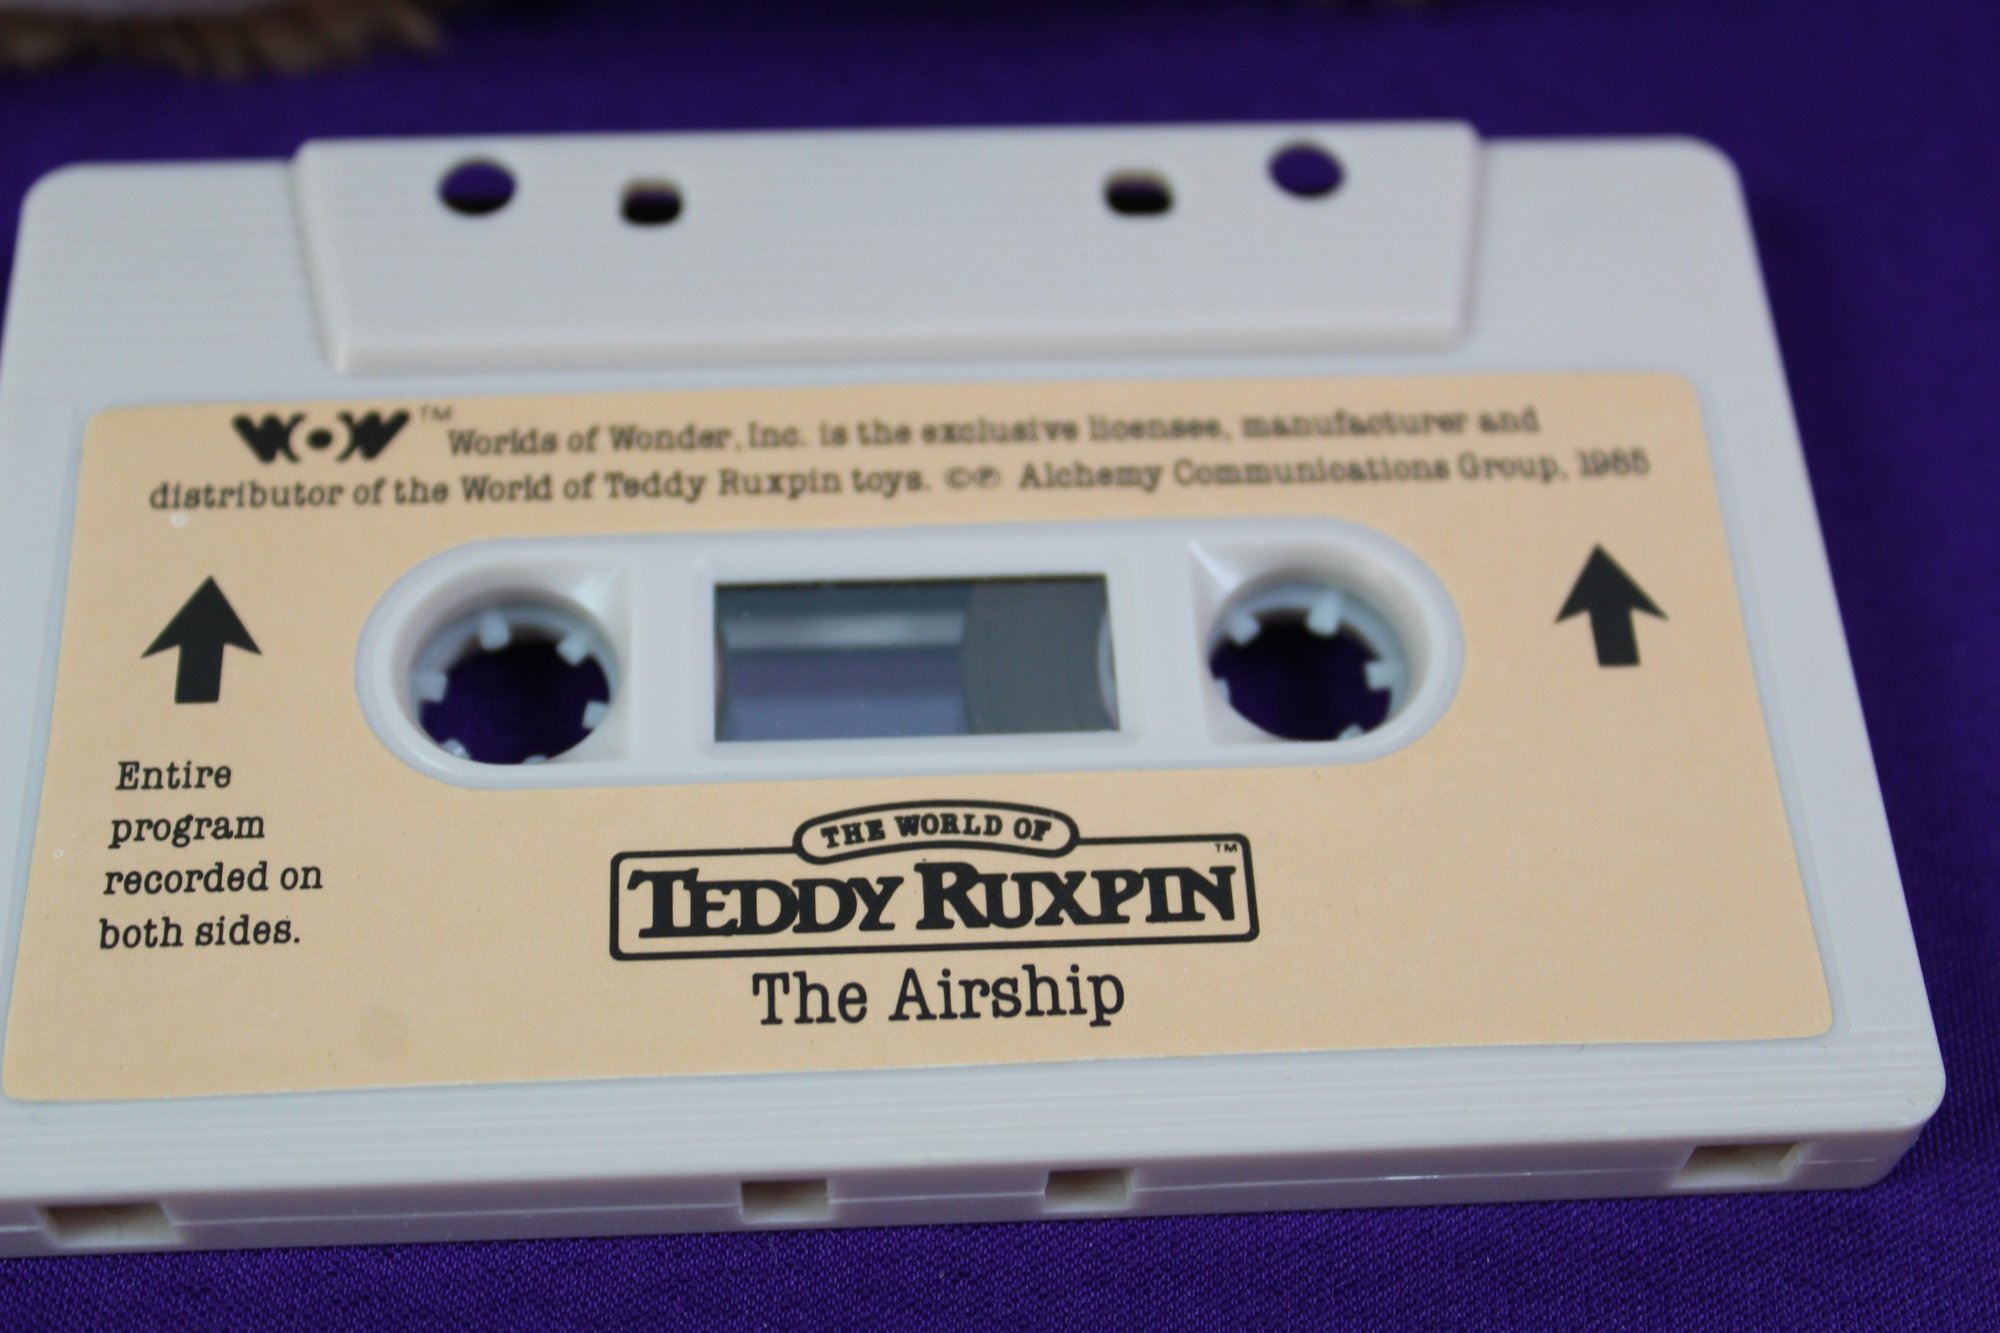 WOW™ Worlds of Wonder, Inc. is the exclusive licensee, manufacturer and
distributor of the World of Teddy Ruxpin toys. ©℗ Alchemy Communications Group, 1985
Entire
program
recorded on
both sides.
THE WORLD OF
TEDDY RUXPIN™
The Airship